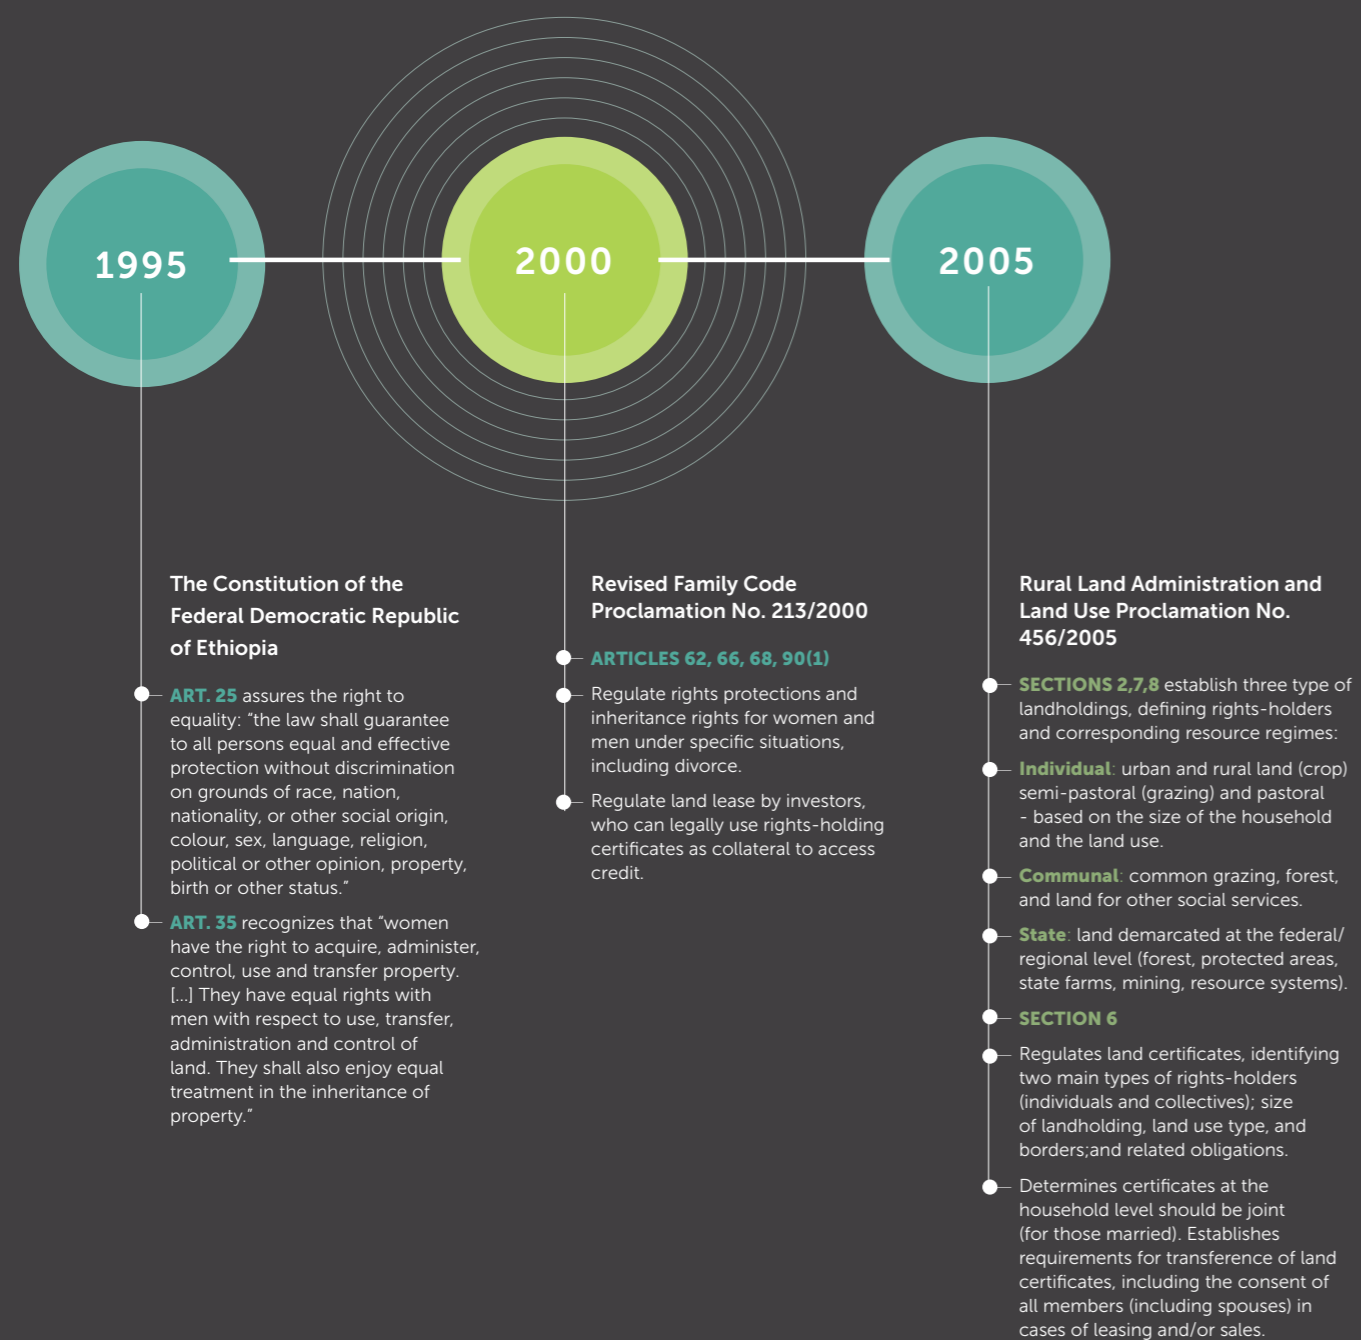 1995
2000
2005
The Constitution of the
Federal Democratic Republic
of Ethiopia
ART. 25 assures the right to
equality: “the law shall guarantee
to all persons equal and effective
protection without discrimination
on grounds of race, nation,
nationality, or other social origin,
colour, sex, language, religion,
political or other opinion, property,
birth or other status.”
ART. 35 recognizes that “women
have the right to acquire, administer,
control, use and transfer property.
[...] They have equal rights with
men with respect to use, transfer,
administration and control of
land. They shall also enjoy equal
treatment in the inheritance of
property.”
Revised Family Code
Proclamation No. 213/2000
ARTICLES 62, 66, 68, 90(1)
Regulate rights protections and
inheritance rights for women and
men under specific situations,
including divorce.
Regulate land lease by investors,
who can legally use rights-holding
certificates as collateral to access
credit.
Rural Land Administration and
Land Use Proclamation No.
456/2005
SECTIONS 2,7,8 establish three type of
landholdings, defining rights-holders
and corresponding resource regimes:
Individual: urban and rural land (crop)
semi-pastoral (grazing) and pastoral
- based on the size of the household
and the land use.
Communal: common grazing, forest,
and land for other social services.
State: land demarcated at the federal/
regional level (forest, protected areas,
state farms, mining, resource systems).
SECTION 6
Regulates land certificates, identifying
two main types of rights-holders
(individuals and collectives); size
of landholding, land use type, and
borders;and related obligations.
Determines certificates at the
household level should be joint
(for those married). Establishes
requirements for transference of land
certificates, including the consent of
all members (including spouses) in
cases of leasing and/or sales.